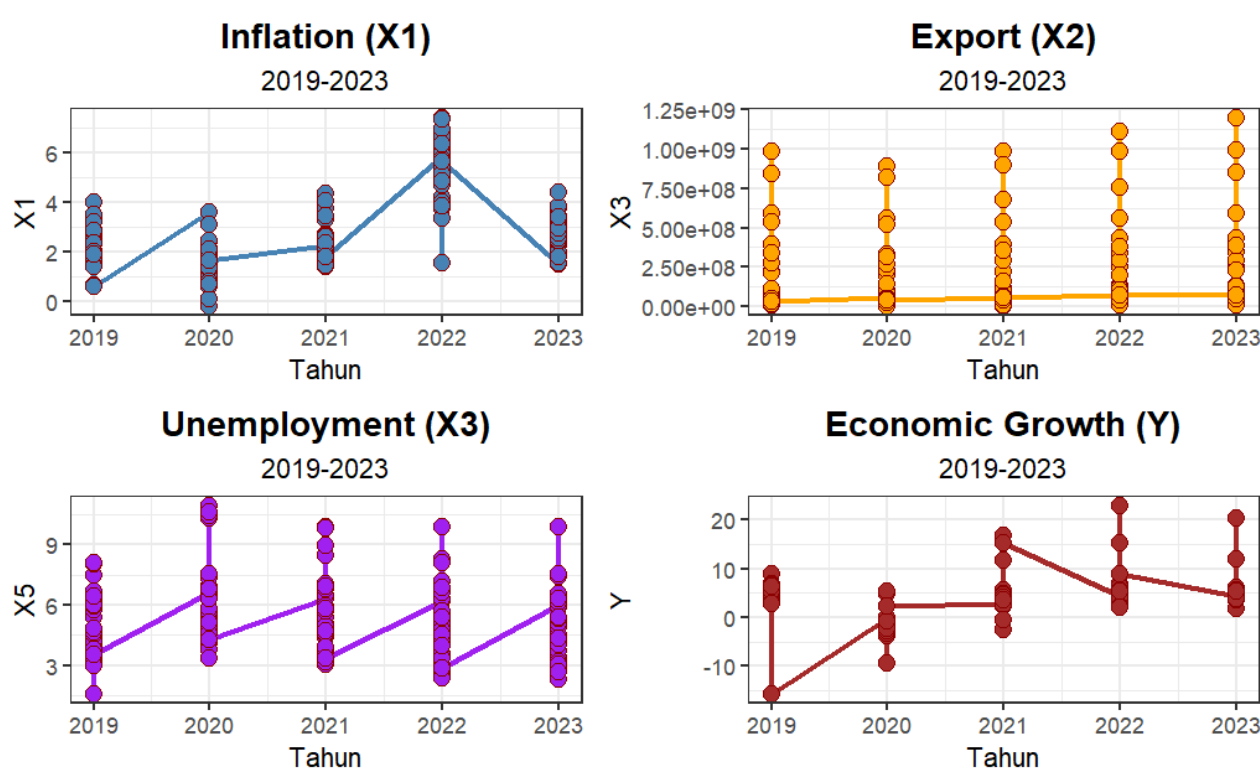 Inflation (X1)
2019-2023
X1
6
4
2
0
2019 2020 2021 2022 2023
Tahun
Export (X2)
2019-2023
X3
1.25e+09
1.00e+09
7.50e+08
5.00e+08
2.50e+08
0.00e+00
2019 2020 2021 2022 2023
Tahun
Unemployment (X3)
2019-2023
X5
9
6
3
2019 2020 2021 2022 2023
Tahun
Economic Growth (Y)
2019-2023
Y
20
10
0
-10
2019 2020 2021 2022 2023
Tahun